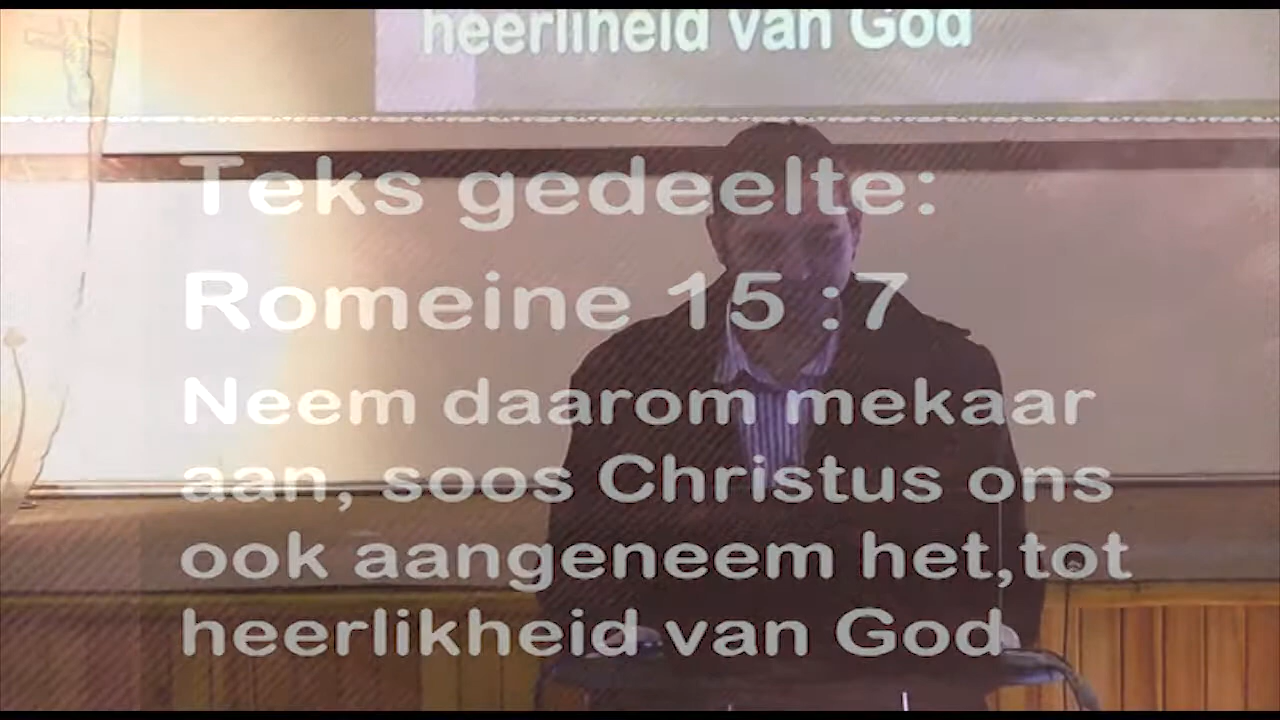 heerliheid van God
Teks gedeelte:
Romeine 15 :7
Neem daarom mekaar
aan, soos Christus ons
ook aangeneem het,tot
heerlikheid van God